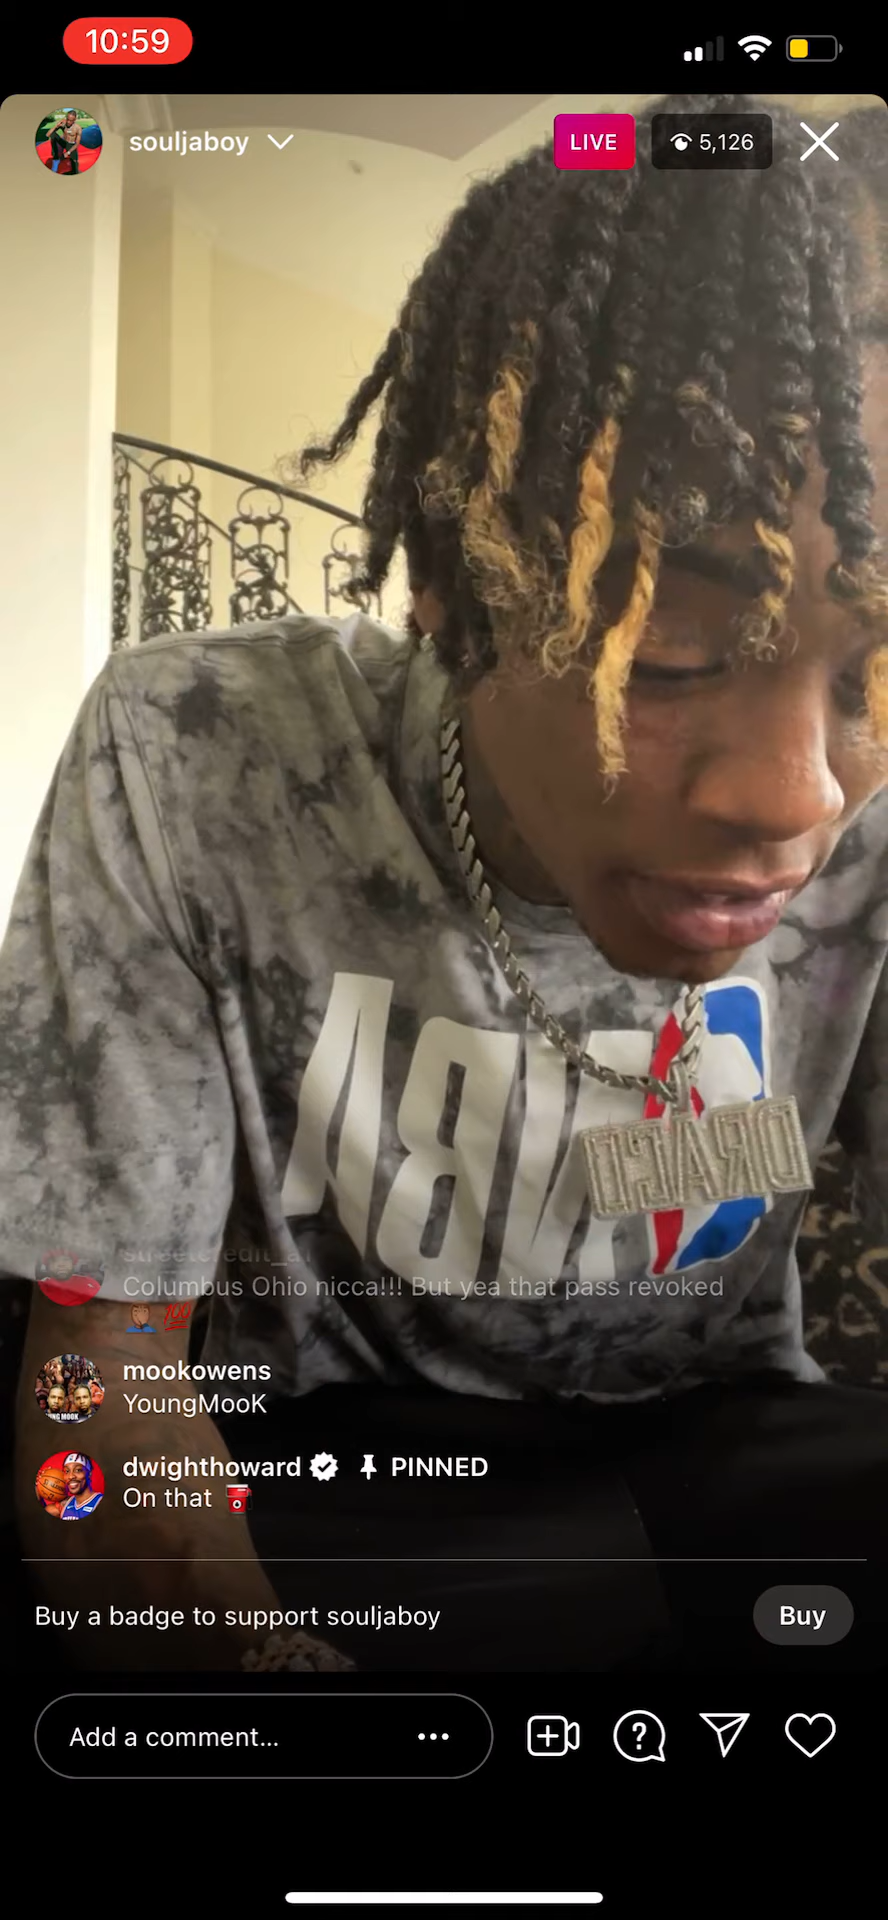 10:59
souljaboy
LIVE
5,126
NBA
DRACO
streetcredit_a1
Columbus Ohio nicca!!! But yea that pass revoked
🤦🏽‍♂️ 💯
mookowens
YoungMooK
dwighthoward PINNED
On that
Buy a badge to support souljaboy
Buy
Add a comment...